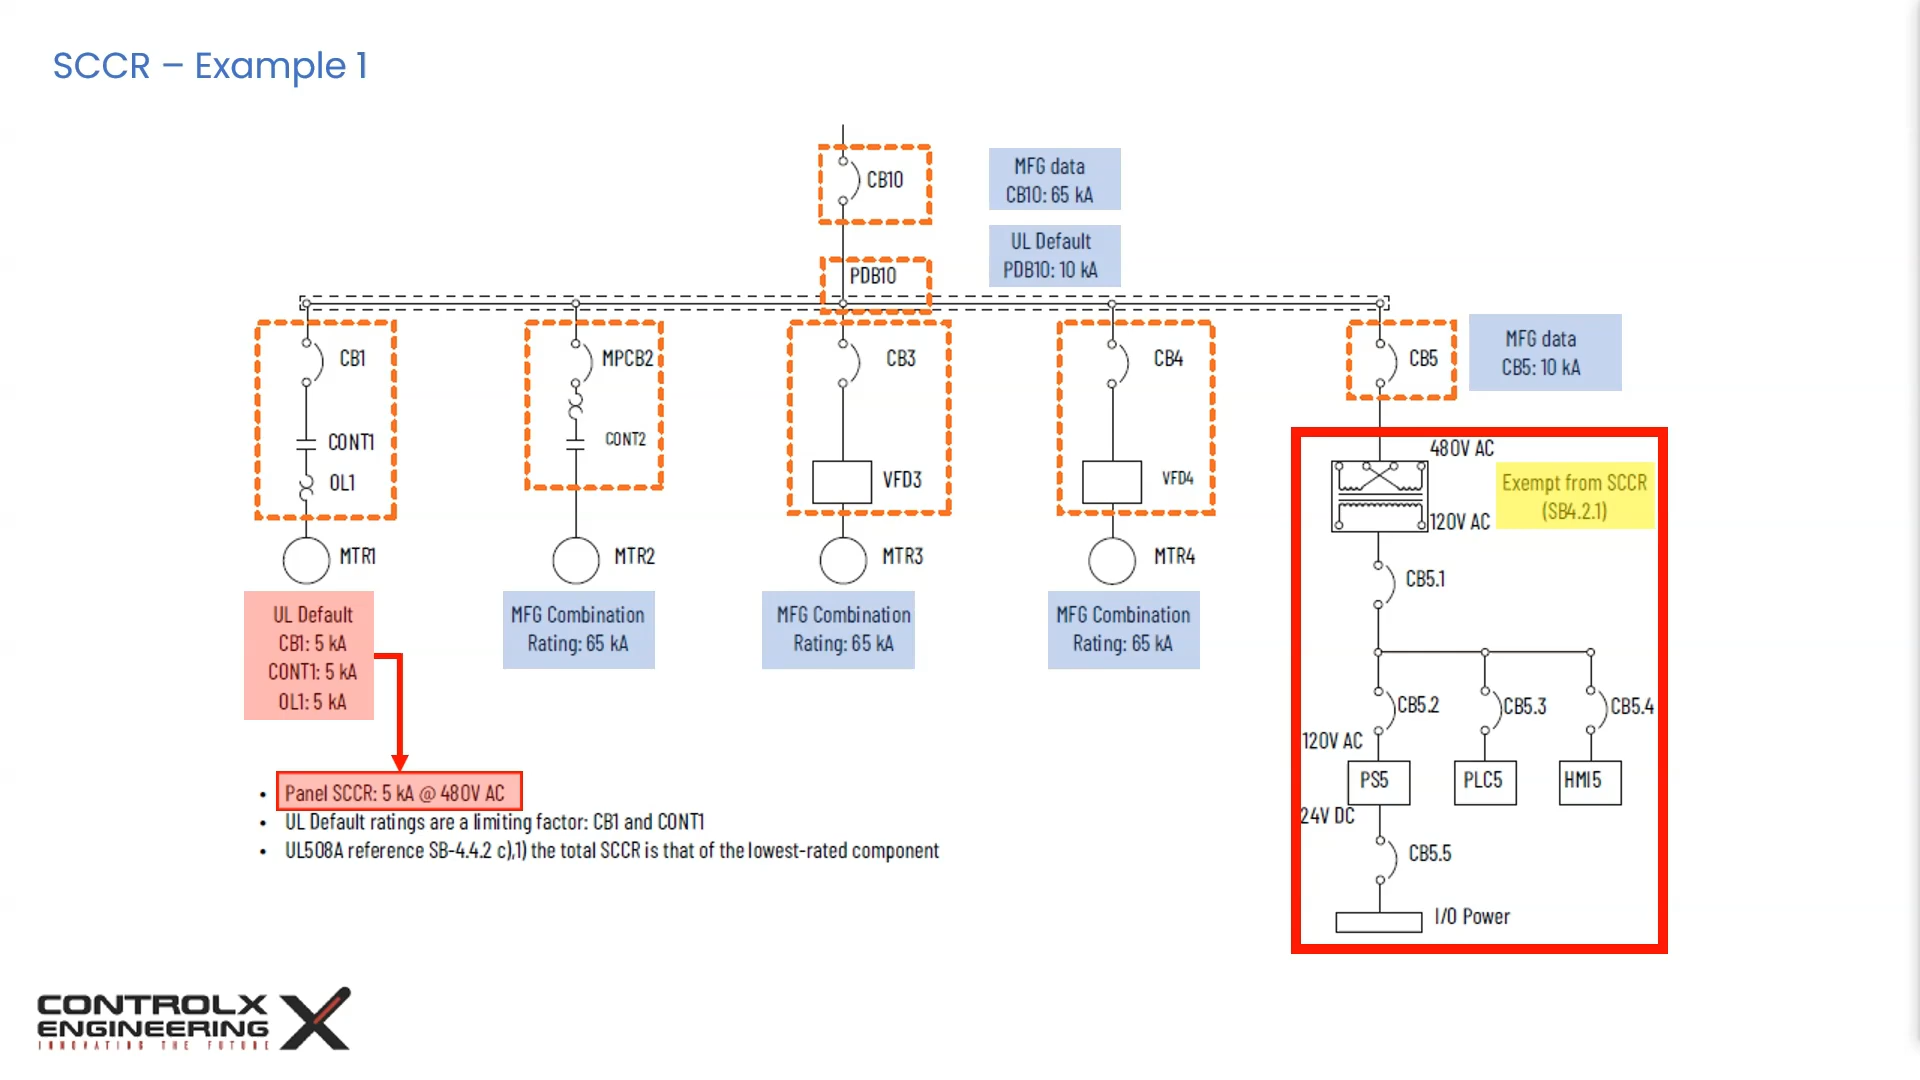 SCCR – Example 1
CB10
MFG data
CB10: 65 kA
UL Default
PDB10: 10 kA
PDB10
CB1
CONT1
OL1
MTR1
MPCB2
CONT2
MTR2
CB3
VFD3
MTR3
CB4
VFD4
MTR4
CB5
MFG data
CB5: 10 kA
UL Default
CB1: 5 kA
CONT1: 5 kA
OL1: 5 kA
MFG Combination
Rating: 65 kA
MFG Combination
Rating: 65 kA
MFG Combination
Rating: 65 kA
480V AC
Exempt from SCCR
(SB4.2.1)
120V AC
CB5.1
CB5.2
CB5.3
CB5.4
120V AC
PS5
PLC5
HMI5
24V DC
CB5.5
I/O Power
• Panel SCCR: 5 kA @ 480V AC
• UL Default ratings are a limiting factor: CB1 and CONT1
• UL508A reference SB-4.4.2 c),1) the total SCCR is that of the lowest-rated component
CONTROLX
ENGINEERING
INNOVATING THE FUTURE